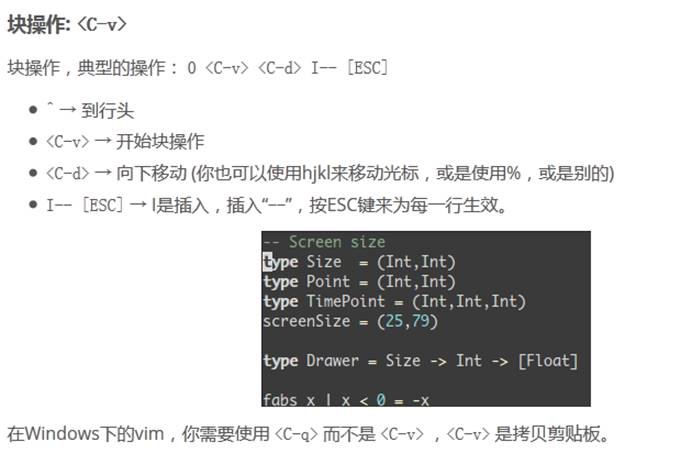 块操作: <C-v>
块操作，典型的操作： 0 <C-v> <C-d> I-- [ESC]
^ → 到行头
<C-v> → 开始块操作
<C-d> → 向下移动 (你也可以使用hjkl来移动光标，或是使用%，或是别的)
I-- [ESC] → I是插入，插入“--”，按ESC键来为每一行生效。
-- Screen size
type Size  = (Int,Int)
type Point = (Int,Int)
type TimePoint = (Int,Int,Int)
screenSize = (25,79)
type Drawer = Size -> Int -> [Float]
fabs x | x < 0 = -x
在Windows下的vim，你需要使用 <C-q> 而不是 <C-v> ，<C-v> 是拷贝剪贴板。